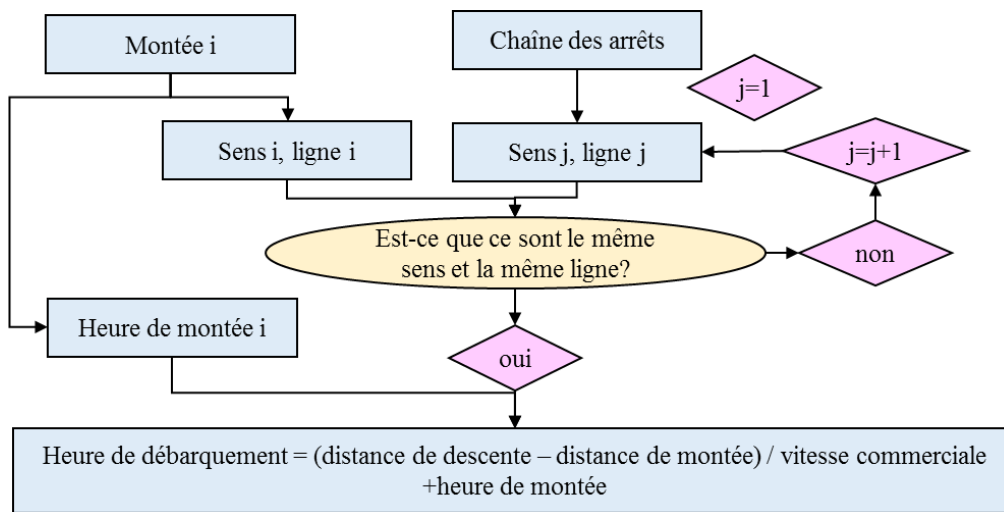 Montée i
Chaîne des arrêts
j=1
Sens i, ligne i
Sens j, ligne j
j=j+1
Est-ce que ce sont le même
sens et la même ligne?
non
Heure de montée i
oui
Heure de débarquement = (distance de descente – distance de montée) / vitesse commerciale
+heure de montée